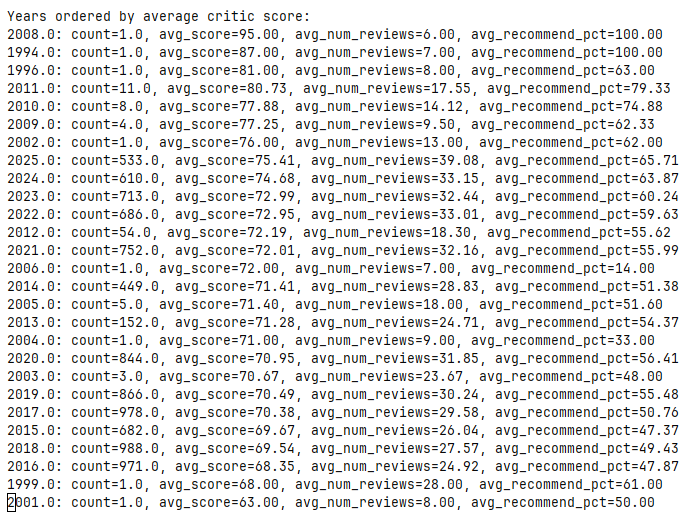 Years ordered by average critic score:
2008.0: count=1.0, avg_score=95.00, avg_num_reviews=6.00, avg_recommend_pct=100.00
1994.0: count=1.0, avg_score=87.00, avg_num_reviews=7.00, avg_recommend_pct=100.00
1996.0: count=1.0, avg_score=81.00, avg_num_reviews=8.00, avg_recommend_pct=63.00
2011.0: count=11.0, avg_score=80.73, avg_num_reviews=17.55, avg_recommend_pct=79.33
2010.0: count=8.0, avg_score=77.88, avg_num_reviews=14.12, avg_recommend_pct=74.88
2009.0: count=4.0, avg_score=77.25, avg_num_reviews=9.50, avg_recommend_pct=62.33
2002.0: count=1.0, avg_score=76.00, avg_num_reviews=13.00, avg_recommend_pct=62.00
2025.0: count=533.0, avg_score=75.41, avg_num_reviews=39.08, avg_recommend_pct=65.71
2024.0: count=610.0, avg_score=74.68, avg_num_reviews=33.15, avg_recommend_pct=63.87
2023.0: count=713.0, avg_score=72.99, avg_num_reviews=32.44, avg_recommend_pct=60.24
2022.0: count=686.0, avg_score=72.95, avg_num_reviews=33.01, avg_recommend_pct=59.63
2012.0: count=54.0, avg_score=72.19, avg_num_reviews=18.30, avg_recommend_pct=55.62
2021.0: count=752.0, avg_score=72.01, avg_num_reviews=32.16, avg_recommend_pct=55.99
2006.0: count=1.0, avg_score=72.00, avg_num_reviews=7.00, avg_recommend_pct=14.00
2014.0: count=449.0, avg_score=71.41, avg_num_reviews=28.83, avg_recommend_pct=51.38
2005.0: count=5.0, avg_score=71.40, avg_num_reviews=18.00, avg_recommend_pct=51.60
2013.0: count=152.0, avg_score=71.28, avg_num_reviews=24.71, avg_recommend_pct=54.37
2004.0: count=1.0, avg_score=71.00, avg_num_reviews=9.00, avg_recommend_pct=33.00
2020.0: count=844.0, avg_score=70.95, avg_num_reviews=31.85, avg_recommend_pct=56.41
2003.0: count=3.0, avg_score=70.67, avg_num_reviews=23.67, avg_recommend_pct=48.00
2019.0: count=866.0, avg_score=70.49, avg_num_reviews=30.24, avg_recommend_pct=55.48
2017.0: count=978.0, avg_score=70.38, avg_num_reviews=29.58, avg_recommend_pct=50.76
2015.0: count=682.0, avg_score=69.67, avg_num_reviews=26.04, avg_recommend_pct=47.37
2018.0: count=988.0, avg_score=69.54, avg_num_reviews=27.57, avg_recommend_pct=49.43
2016.0: count=971.0, avg_score=68.35, avg_num_reviews=24.92, avg_recommend_pct=47.87
1999.0: count=1.0, avg_score=68.00, avg_num_reviews=28.00, avg_recommend_pct=61.00
2001.0: count=1.0, avg_score=63.00, avg_num_reviews=8.00, avg_recommend_pct=50.00